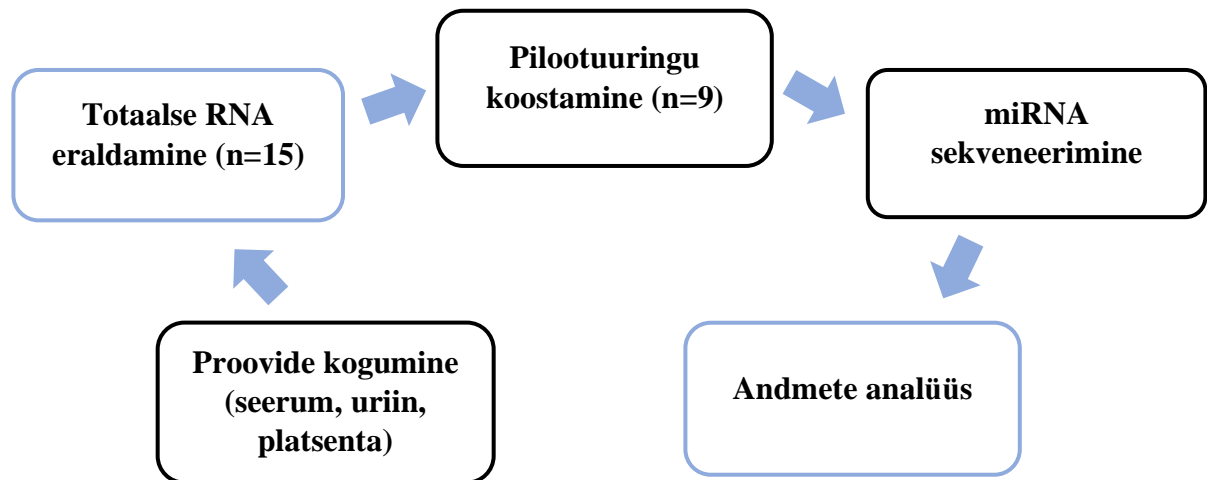 Pilootuuringu
koostamine (n=9)
Totaalse RNA
eraldamine (n=15)
miRNA
sekveneerimine
Proovide kogumine
(seerum, uriin,
platsenta)
Andmete analüüs